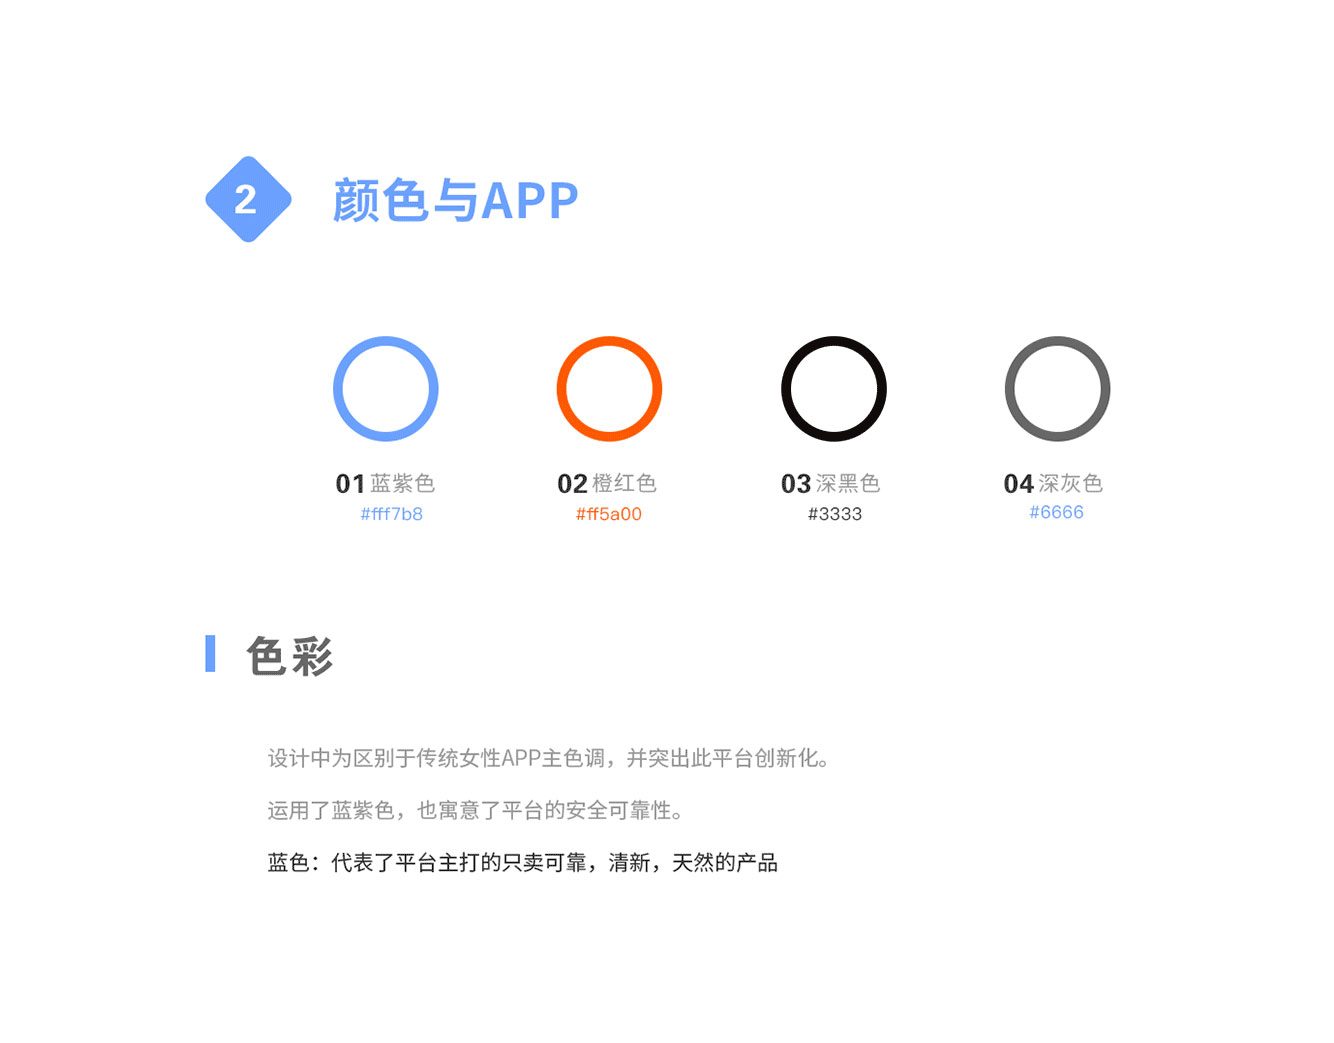 2
颜色与APP
01 蓝紫色
#fff7b8
02 橙红色
#ff5a00
03 深黑色
#3333
04 深灰色
#6666
色彩
设计中为区别于传统女性APP主色调，并突出此平台创新化。
运用了蓝紫色，也寓意了平台的安全可靠性。
蓝色：代表了平台主打的只卖可靠，清新，天然的产品